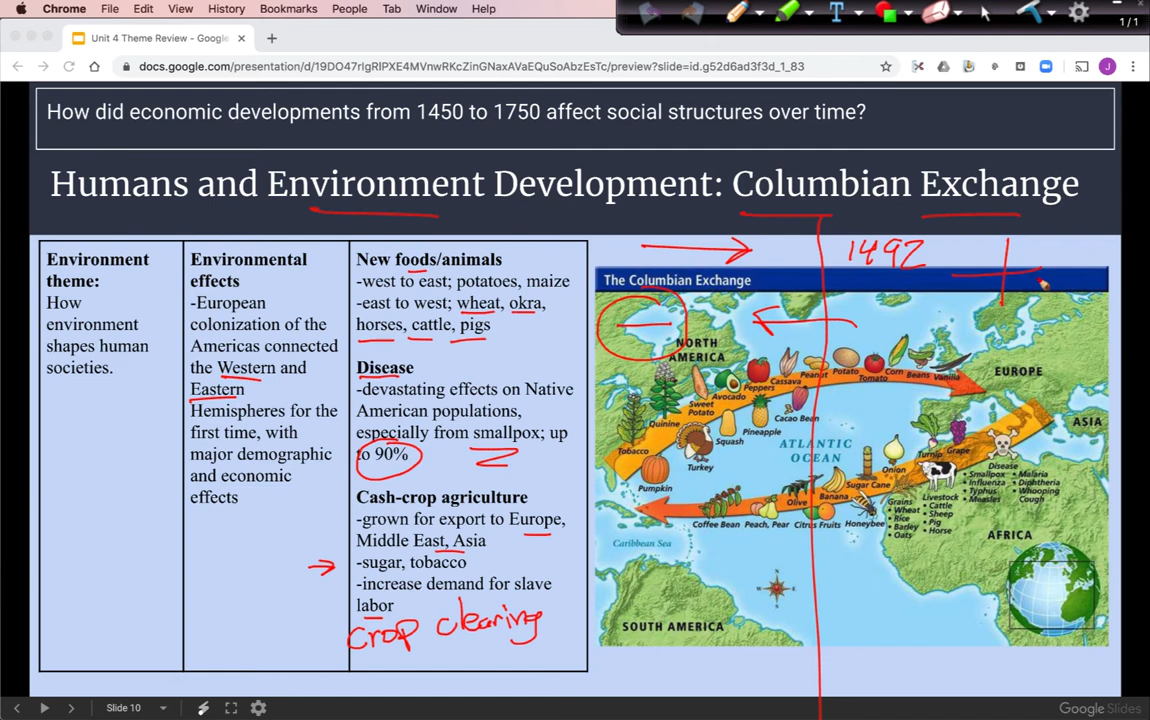 Chrome File Edit View History Bookmarks People Tab Window Help
1 / 1
Unit 4 Theme Review - Google
docs.google.com/presentation/d/19DO47rIgRIPXE4MVnwRKcZinGNaxAVaEQuSoAbzEsTc/preview?slide=id.g52d6ad3f3d_1_83
J
How did economic developments from 1450 to 1750 affect social structures over time?
Humans and Environment Development: Columbian Exchange
Environment
theme:
How
environment
shapes human
societies.
Environmental
effects
-European
colonization of the
Americas connected
the Western and
Eastern
Hemispheres for the
first time, with
major demographic
and economic
effects
New foods/animals
-west to east; potatoes, maize
-east to west; wheat, okra,
horses, cattle, pigs
Disease
-devastating effects on Native
American populations,
especially from smallpox; up
to 90%
Cash-crop agriculture
-grown for export to Europe,
Middle East, Asia
-sugar, tobacco
-increase demand for slave
labor
crop clearing
1492
The Columbian Exchange
NORTH
AMERICA
EUROPE
ASIA
AFRICA
SOUTH AMERICA
ATLANTIC
OCEAN
Caribbean Sea
Quinine
Sweet
Potato
Avocado
Peppers
Cassava
Peanut
Potato
Tomato
Corn
Beans
Vanilla
Tobacco
Pumpkin
Turkey
Squash
Pineapple
Cacao Bean
Coffee Bean
Peach, Pear
Olive
Citrus Fruits
Banana
Honeybee
Sugar Cane
Onion
Turnip
Grape
Grains
• Wheat
• Rice
• Barley
• Oats
Livestock
• Cattle
• Sheep
• Pig
• Horse
Disease
• Smallpox
• Influenza
• Typhus
• Measles
• Malaria
• Diphtheria
• Whooping
Cough
Slide 10
Google Slides